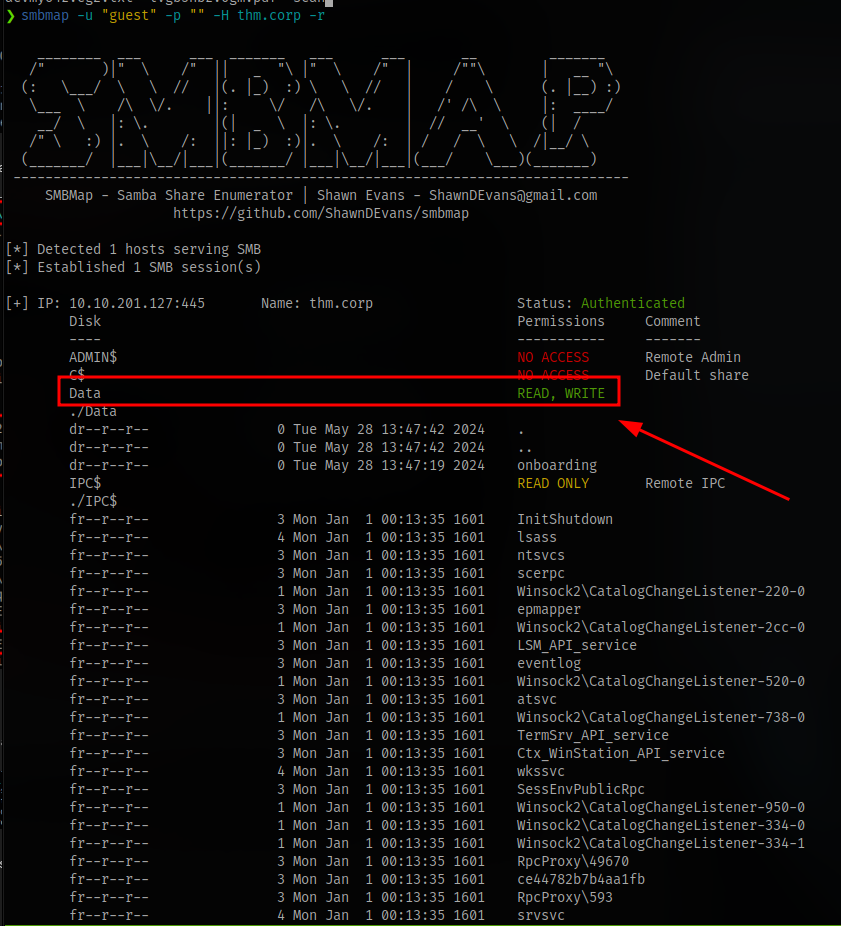 ❯ smbmap -u "guest" -p "" -H thm.corp -r
SMBMAP
-----------------------------------------------------------------------------
SMBMap - Samba Share Enumerator | Shawn Evans - ShawnDEvans@gmail.com
https://github.com/ShawnDEvans/smbmap
[*] Detected 1 hosts serving SMB
[*] Established 1 SMB session(s)
[+] IP: 10.10.201.127:445 Name: thm.corp Status: Authenticated
Disk Permissions Comment
---- ----------- -------
ADMIN$ NO ACCESS Remote Admin
C$ NO ACCESS Default share
Data READ, WRITE
./Data
dr--r--r-- 0 Tue May 28 13:47:42 2024 .
dr--r--r-- 0 Tue May 28 13:47:42 2024 ..
dr--r--r-- 0 Tue May 28 13:47:19 2024 onboarding
IPC$ READ ONLY Remote IPC
./IPC$
fr--r--r-- 3 Mon Jan 1 00:13:35 1601 InitShutdown
fr--r--r-- 4 Mon Jan 1 00:13:35 1601 lsass
fr--r--r-- 3 Mon Jan 1 00:13:35 1601 ntsvcs
fr--r--r-- 3 Mon Jan 1 00:13:35 1601 scerpc
fr--r--r-- 1 Mon Jan 1 00:13:35 1601 Winsock2\CatalogChangeListener-220-0
fr--r--r-- 3 Mon Jan 1 00:13:35 1601 epmapper
fr--r--r-- 1 Mon Jan 1 00:13:35 1601 Winsock2\CatalogChangeListener-2cc-0
fr--r--r-- 3 Mon Jan 1 00:13:35 1601 LSM_API_service
fr--r--r-- 3 Mon Jan 1 00:13:35 1601 eventlog
fr--r--r-- 1 Mon Jan 1 00:13:35 1601 Winsock2\CatalogChangeListener-520-0
fr--r--r-- 3 Mon Jan 1 00:13:35 1601 atsvc
fr--r--r-- 1 Mon Jan 1 00:13:35 1601 Winsock2\CatalogChangeListener-738-0
fr--r--r-- 3 Mon Jan 1 00:13:35 1601 TermSrv_API_service
fr--r--r-- 3 Mon Jan 1 00:13:35 1601 Ctx_WinStation_API_service
fr--r--r-- 4 Mon Jan 1 00:13:35 1601 wkssvc
fr--r--r-- 3 Mon Jan 1 00:13:35 1601 SessEnvPublicRpc
fr--r--r-- 1 Mon Jan 1 00:13:35 1601 Winsock2\CatalogChangeListener-950-0
fr--r--r-- 1 Mon Jan 1 00:13:35 1601 Winsock2\CatalogChangeListener-334-0
fr--r--r-- 1 Mon Jan 1 00:13:35 1601 Winsock2\CatalogChangeListener-334-1
fr--r--r-- 3 Mon Jan 1 00:13:35 1601 RpcProxy\49670
fr--r--r-- 3 Mon Jan 1 00:13:35 1601 ce44782b7b4aa1fb
fr--r--r-- 3 Mon Jan 1 00:13:35 1601 RpcProxy\593
fr--r--r-- 4 Mon Jan 1 00:13:35 1601 srvsvc